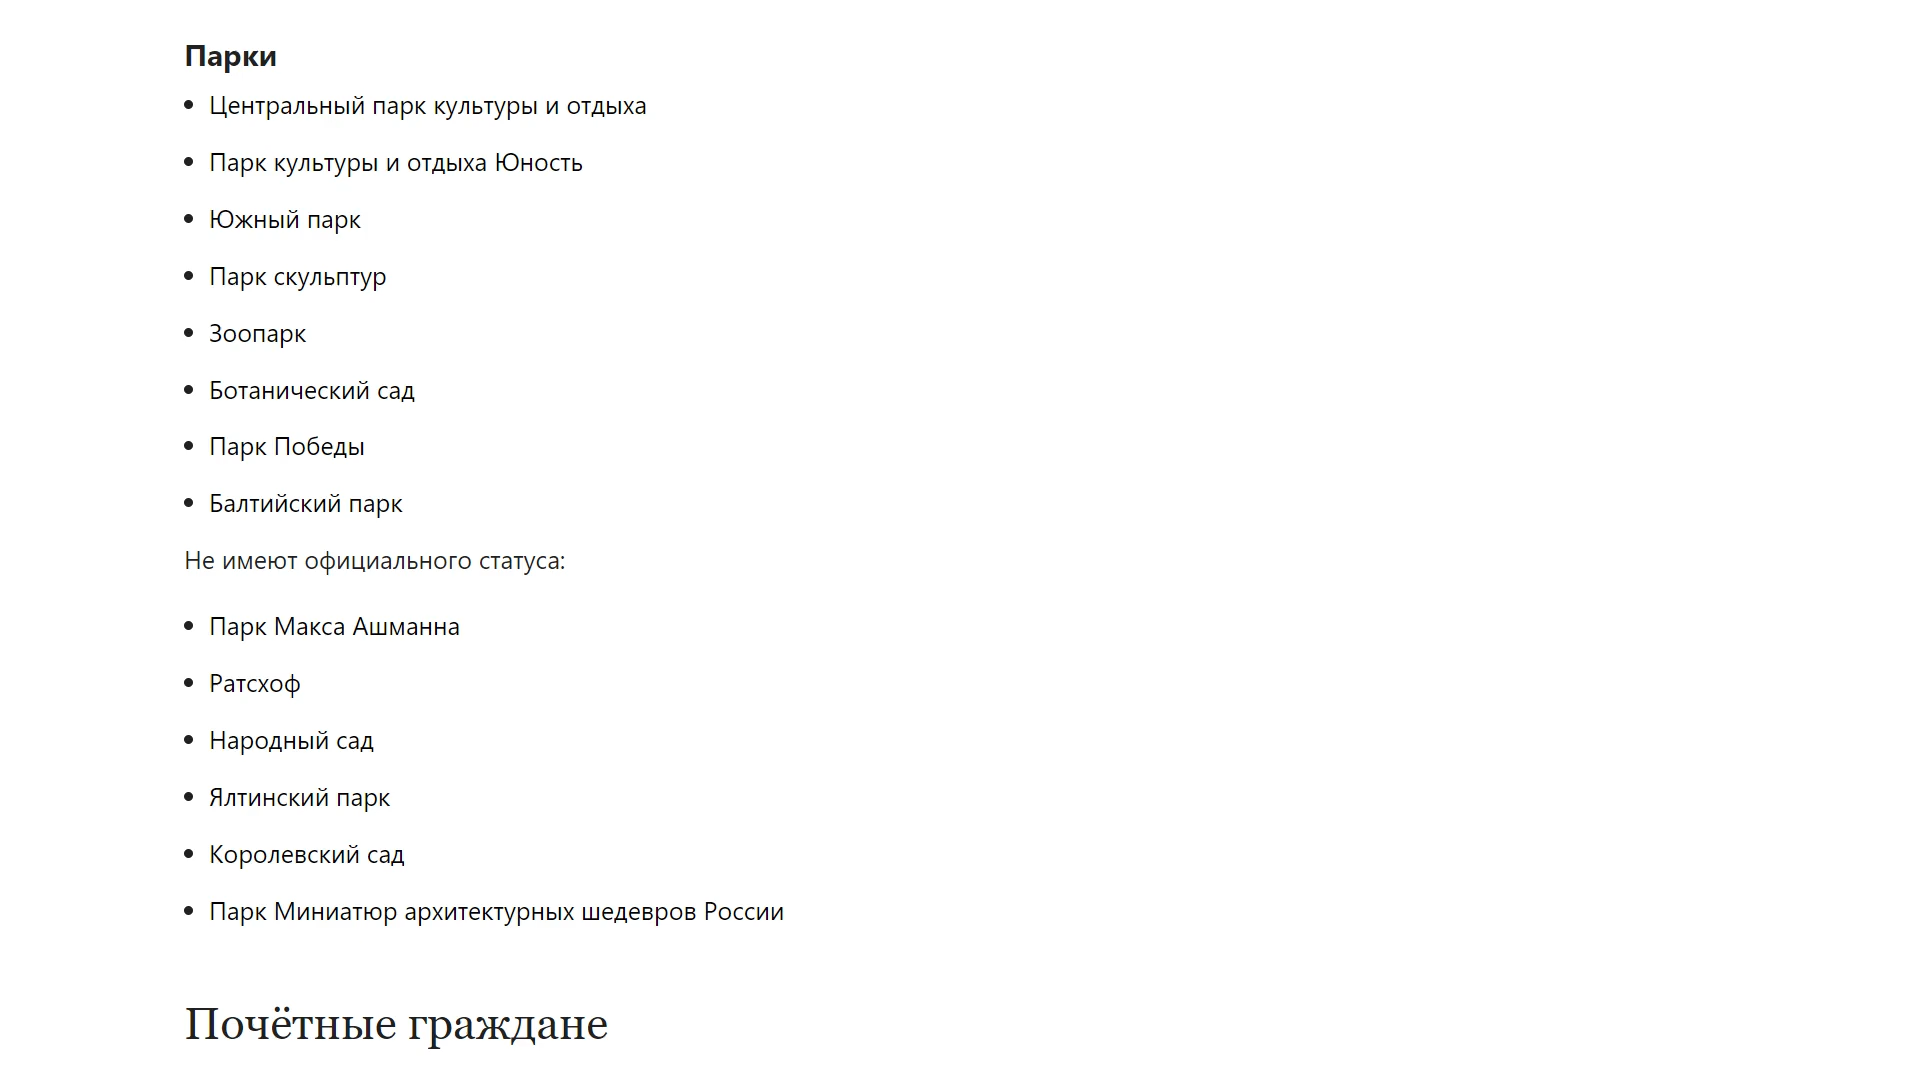 Парки
Центральный парк культуры и отдыха
Парк культуры и отдыха Юность
Южный парк
Парк скульптур
Зоопарк
Ботанический сад
Парк Победы
Балтийский парк
Не имеют официального статуса:
Парк Макса Ашманна
Ратсхоф
Народный сад
Ялтинский парк
Королевский сад
Парк Миниатюр архитектурных шедевров России
Почётные граждане